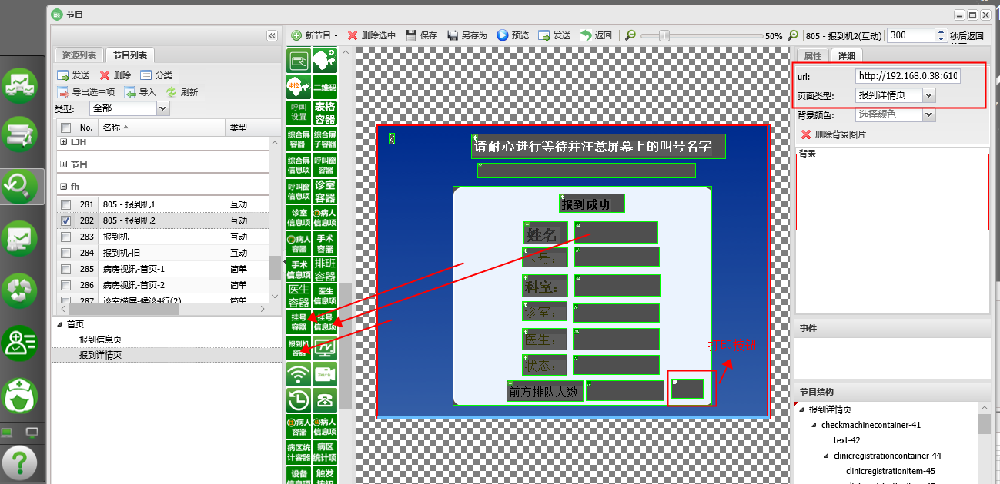 节目
新节目
删除选中
保存
另存为
预览
发送
返回
50%
805 - 报到机2(互动)
300
秒后返回
资源列表
节目列表
发送
删除
分类
导出选中项
导入
刷新
类型:
全部
No.
名称
类型
LJH
节目
fh
281 805 - 报到机1 互动
282 805 - 报到机2 互动
283 报到机 互动
284 报到机-旧 互动
285 病房视讯-首页-1 简单
286 病房视讯-首页-2 简单
287 诊室横屏-候诊4行(2) 简单
首页
报到信息页
报到详情页
体检
二维码
呼叫设置
表格容器
综合屏容器
综合屏子容器
综合屏信息项
呼叫窗容器
呼叫窗信息项
诊室容器
诊室信息项
病人信息项
病人容器
手术容器
手术信息项
排班容器
医生容器
医生信息项
挂号容器
挂号信息项
报到机容器
病人容器
病人信息项
病区统计容器
病区统计项
设备信息项
触发按钮
请耐心进行等待并注意屏幕上的叫号名字
报到成功
姓名
卡号:
科室:
诊室:
医生:
状态:
前方排队人数
属性
详细
url:
http://192.168.0.38:610
页面类型:
报到详情页
背景颜色:
选择颜色
删除背景图片
背景
事件
节目结构
报到详情页
checkmachinecontainer-41
text-42
clinicregistrationcontainer-44
clinicregistrationitem-45